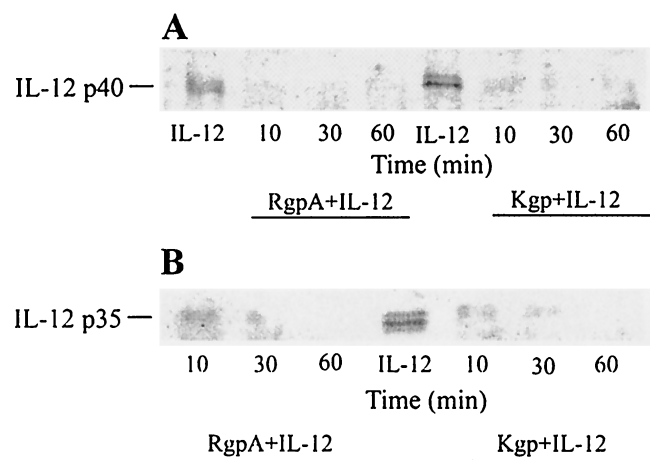 A
IL-12 p40
IL-12 10 30 60 IL-12 10 30 60
Time (min)
RgpA+IL-12 Kgp+IL-12
B
IL-12 p35
10 30 60 IL-12 10 30 60
Time (min)
RgpA+IL-12 Kgp+IL-12